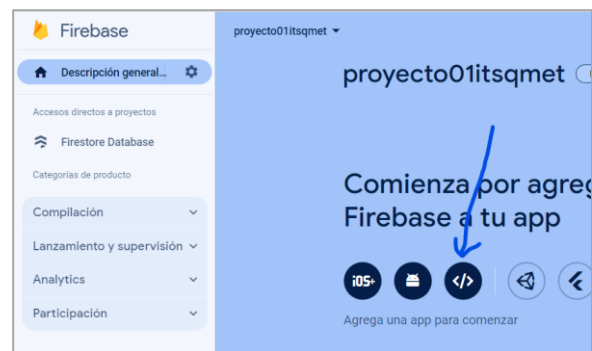 Firebase
proyecto01itsqmet
Descripción general...
proyecto01itsqmet
Accesos directos a proyectos
Firestore Database
Categorías de producto
Comienza por agreg
Firebase a tu app
Compilación
Lanzamiento y supervisión
Analytics
Participación
iOS+
</>
Agrega una app para comenzar